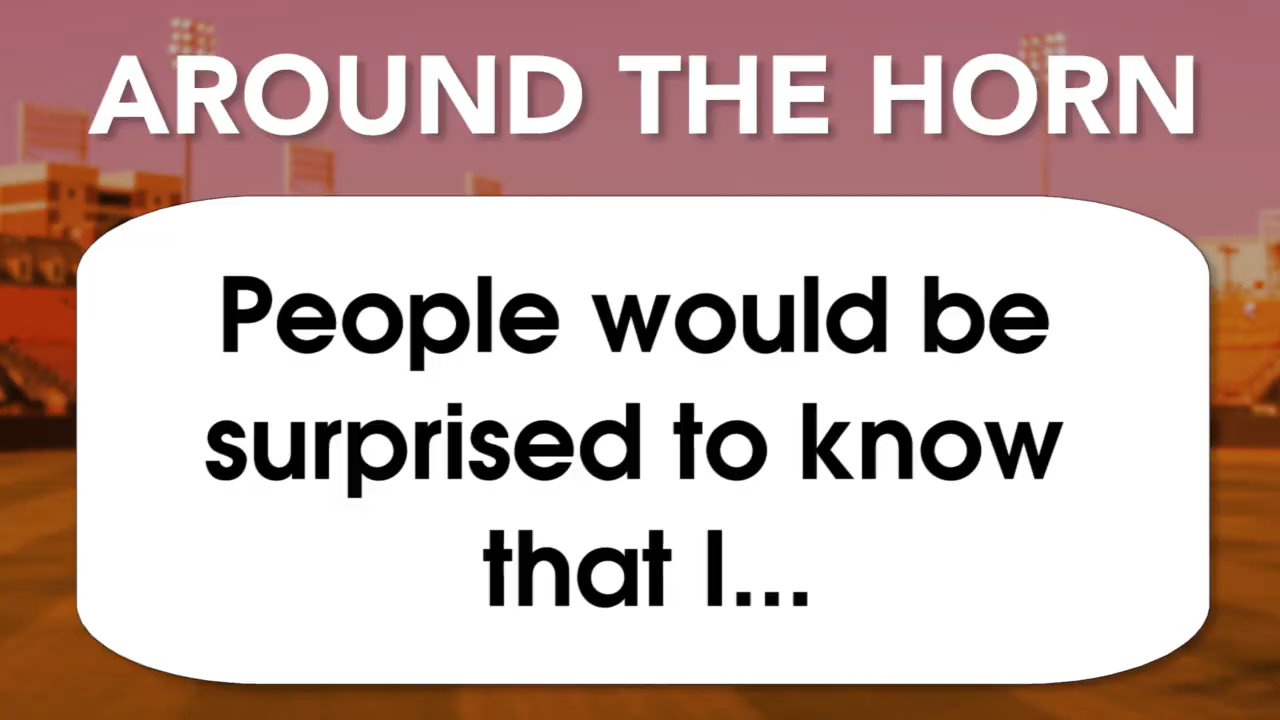 AROUND THE HORN
People would be
surprised to know
that I...